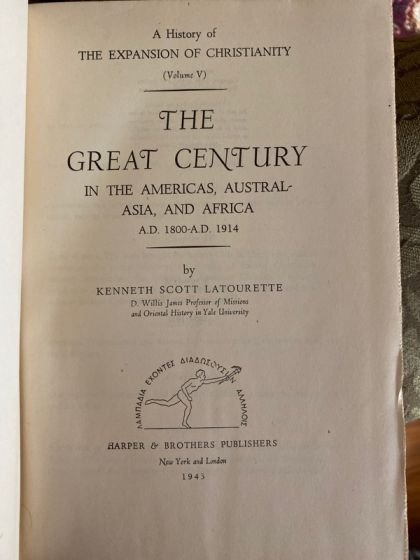 A History of
THE EXPANSION OF CHRISTIANITY
(Volume V)
THE
GREAT CENTURY
IN THE AMERICAS, AUSTRAL-
ASIA, AND AFRICA
A.D. 1800-A.D. 1914
by
KENNETH SCOTT LATOURETTE
D. Willis James Professor of Missions
and Oriental History in Yale University
ΛΑΜΠΑΔΙΑ ΕΧΟΝΤΕΣ ΔΙΑΔΩΣΟΥΣΙΝ ΑΛΛΗΛΟΙΣ
HARPER & BROTHERS PUBLISHERS
New York and London
1943